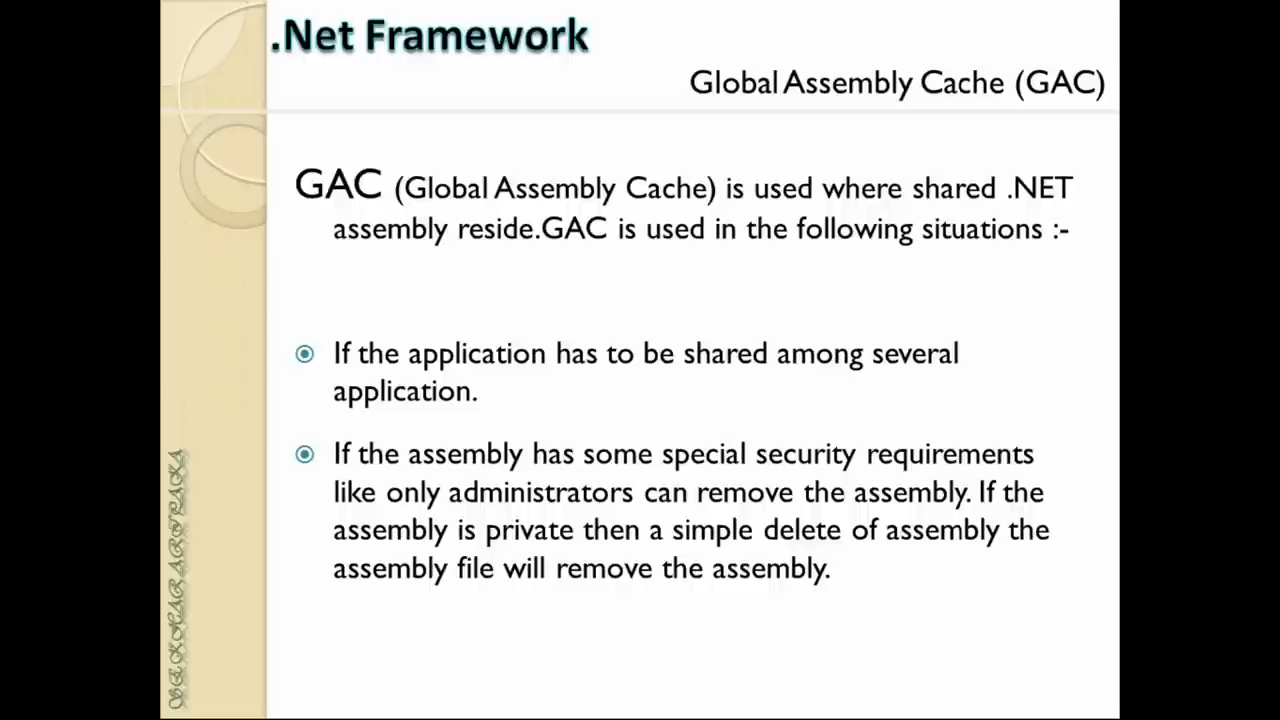 .Net Framework
Global Assembly Cache (GAC)
GAC (Global Assembly Cache) is used where shared .NET
assembly reside.GAC is used in the following situations :-
If the application has to be shared among several
application.
If the assembly has some special security requirements
like only administrators can remove the assembly. If the
assembly is private then a simple delete of assembly the
assembly file will remove the assembly.